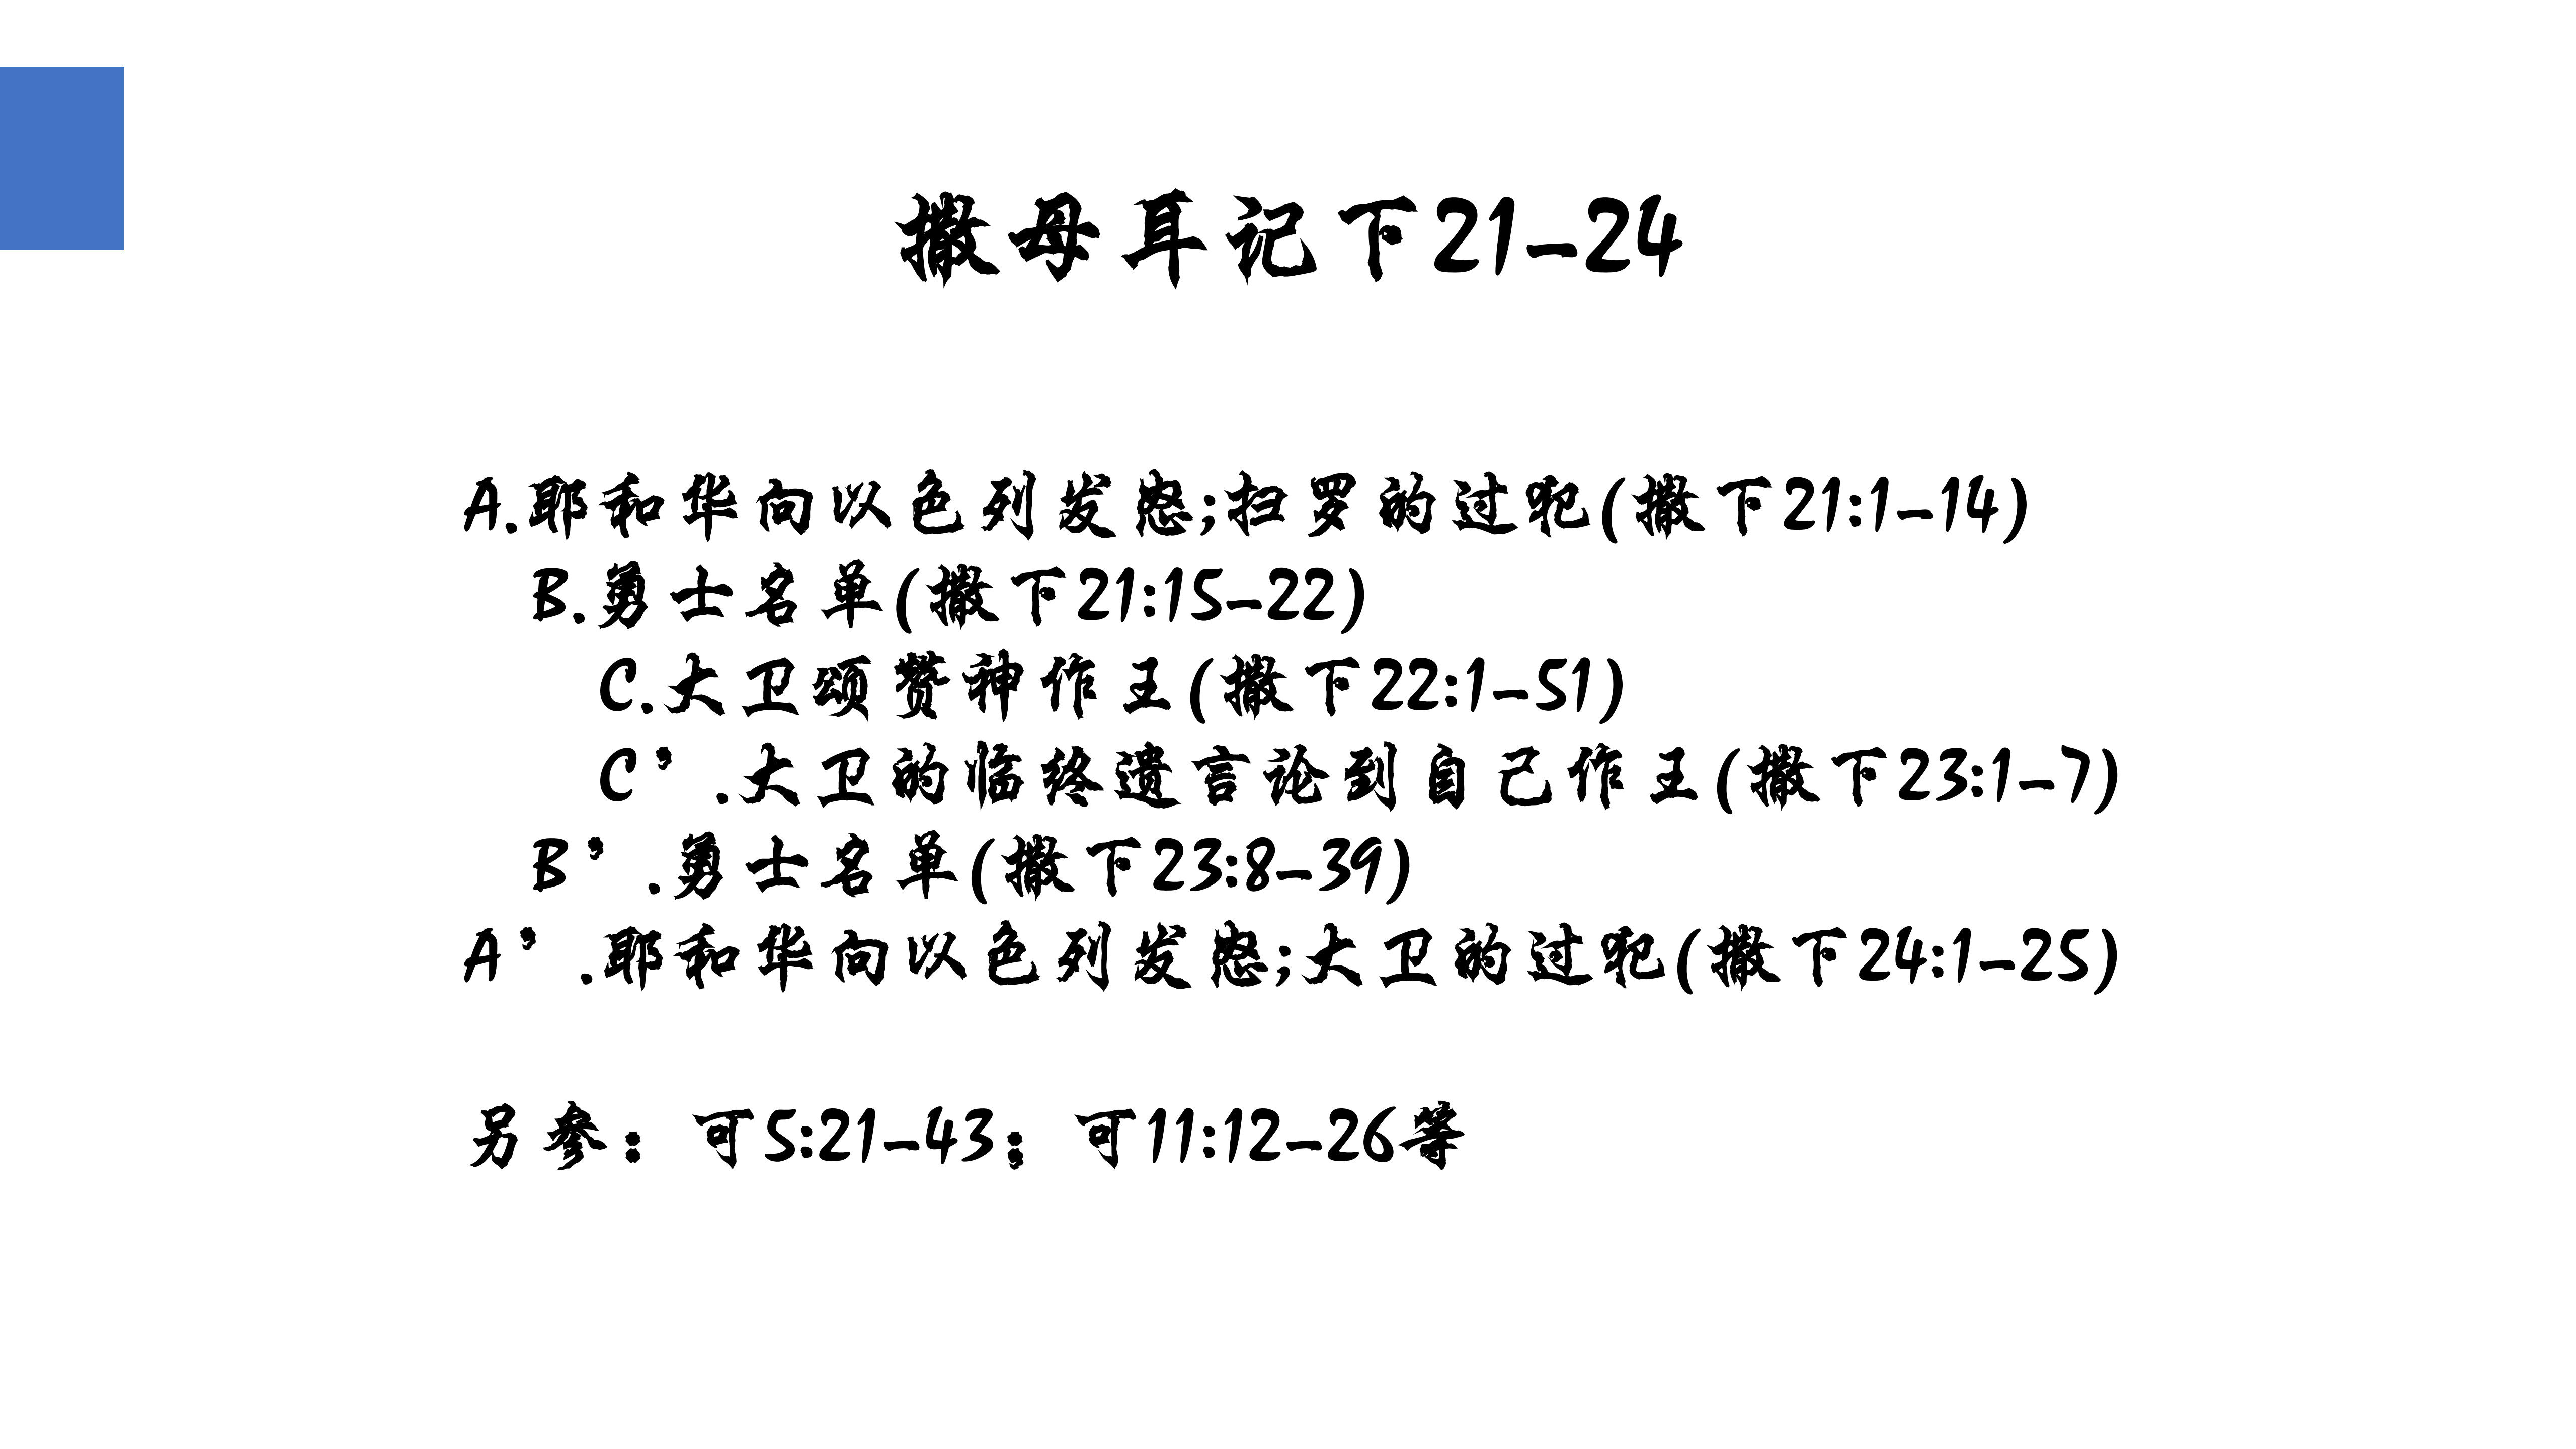 撒母耳记下21-24
A.耶和华向以色列发怒;扫罗的过犯(撒下21:1-14)
B.勇士名单(撒下21:15-22)
C.大卫颂赞神作王(撒下22:1-51)
C’.大卫的临终遗言论到自己作王(撒下23:1-7)
B’.勇士名单(撒下23:8-39)
A’.耶和华向以色列发怒;大卫的过犯(撒下24:1-25)
另参：可5:21-43；可11:12-26等